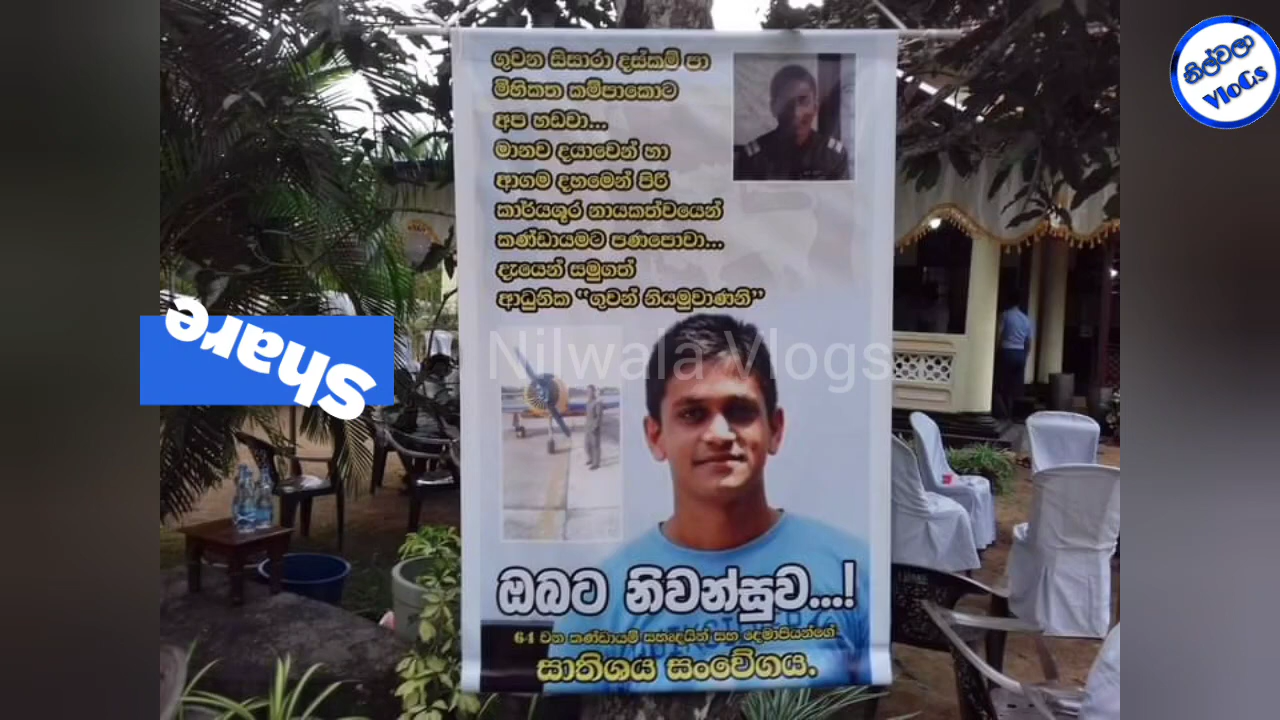 ගුවන සිසාරා දස්කම් පා
මිහිකත කම්පාකොට
අප හඬවා...
මානව දයාවෙන් හා
ආගම දහමෙන් පිරි
කාර්යශූර නායකත්වයෙන්
කණ්ඩායමට පණපොවා...
දැයෙන් සමුගත්
ආධුනික "ගුවන් නියමුවාණනි"
Nilwala Vlogs
ඔබට නිවන්සුව...!
64 වන කණ්ඩායම් සහෘදයින් සහ දෙමාපියන්ගේ
සාතිශය සංවේගය.
Share
නිල්වලා
VloGs